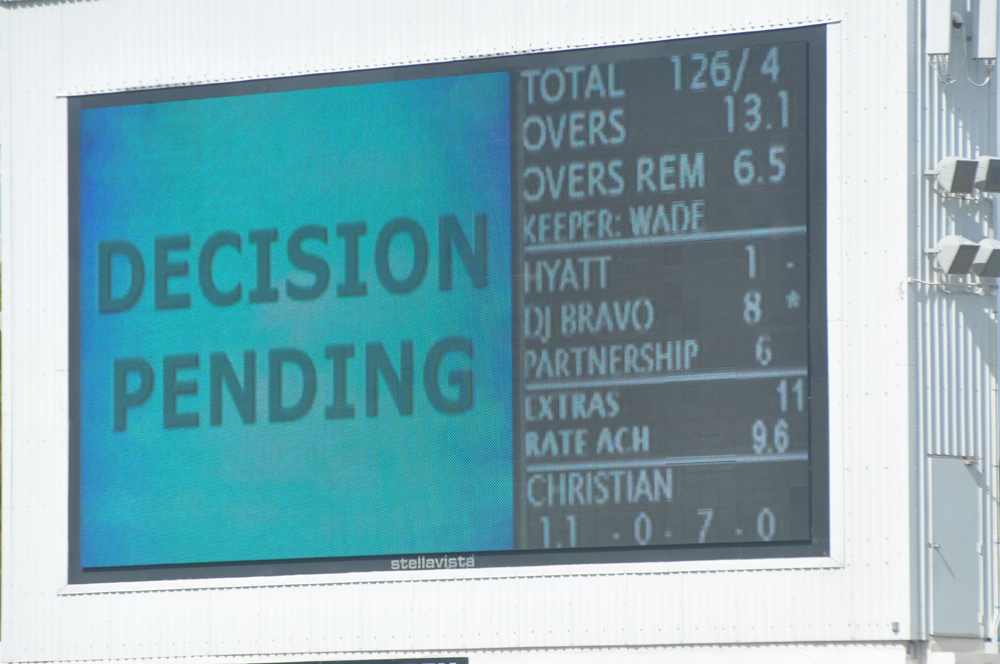 DECISION
PENDING
TOTAL 126/4
OVERS 13.1
OVERS REM 6.5
KEEPER: WADE
HYATT 1 -
DJ BRAVO 8 *
PARTNERSHIP 6
EXTRAS 11
RATE ACH 9.6
CHRISTIAN
1.1 - 0 - 7 - 0
stellavista